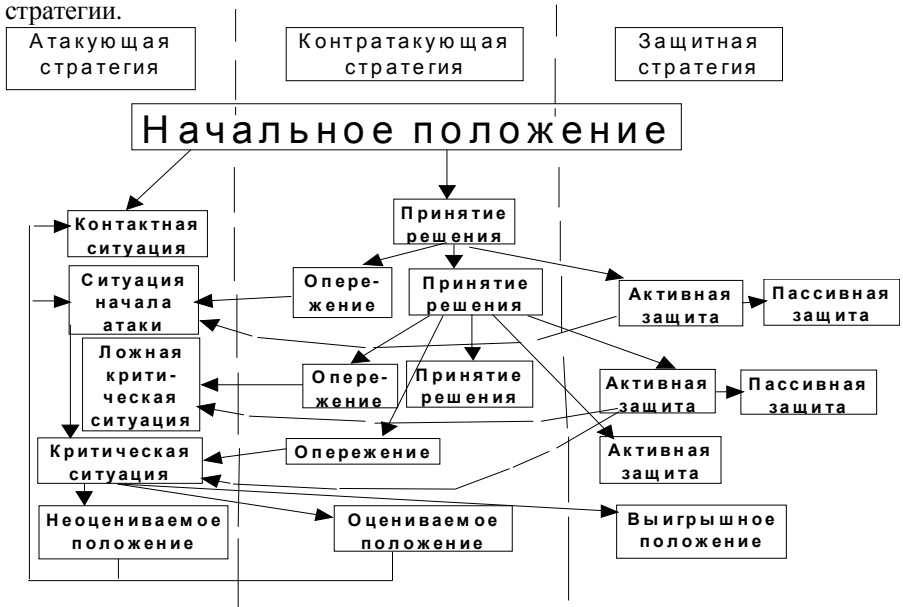 стратегии.
Атакующая
стратегия
Контратакующая
стратегия
Защитная
стратегия
Начальное положение
Контактная
ситуация
Принятие
решения
Ситуация
начала
атаки
Опере-
жение
Принятие
решения
Активная
защита
Пассивная
защита
Ложная
крити-
ческая
ситуация
Опере-
жение
Принятие
решения
Активная
защита
Пассивная
защита
Критическая
ситуация
Опережение
Активная
защита
Неоцениваемое
положение
Оцениваемое
положение
Выигрышное
положение